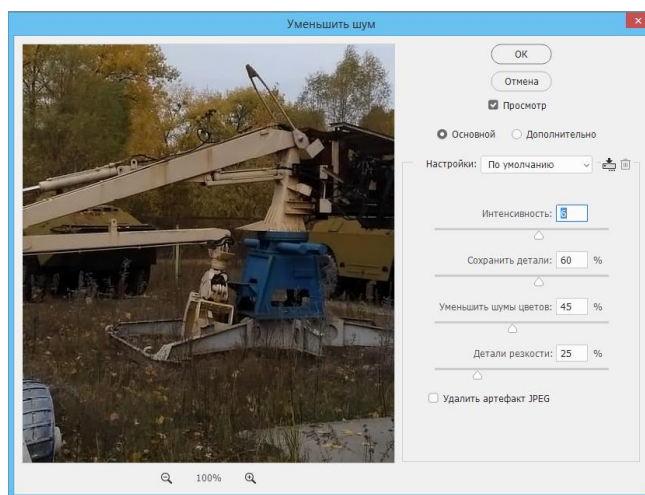 Уменьшить шум
ОК
Отмена
Просмотр
Основной Дополнительно
Настройки: По умолчанию
Интенсивность: 6
Сохранить детали: 60 %
Уменьшить шумы цветов: 45 %
Детали резкости: 25 %
Удалить артефакт JPEG
100%